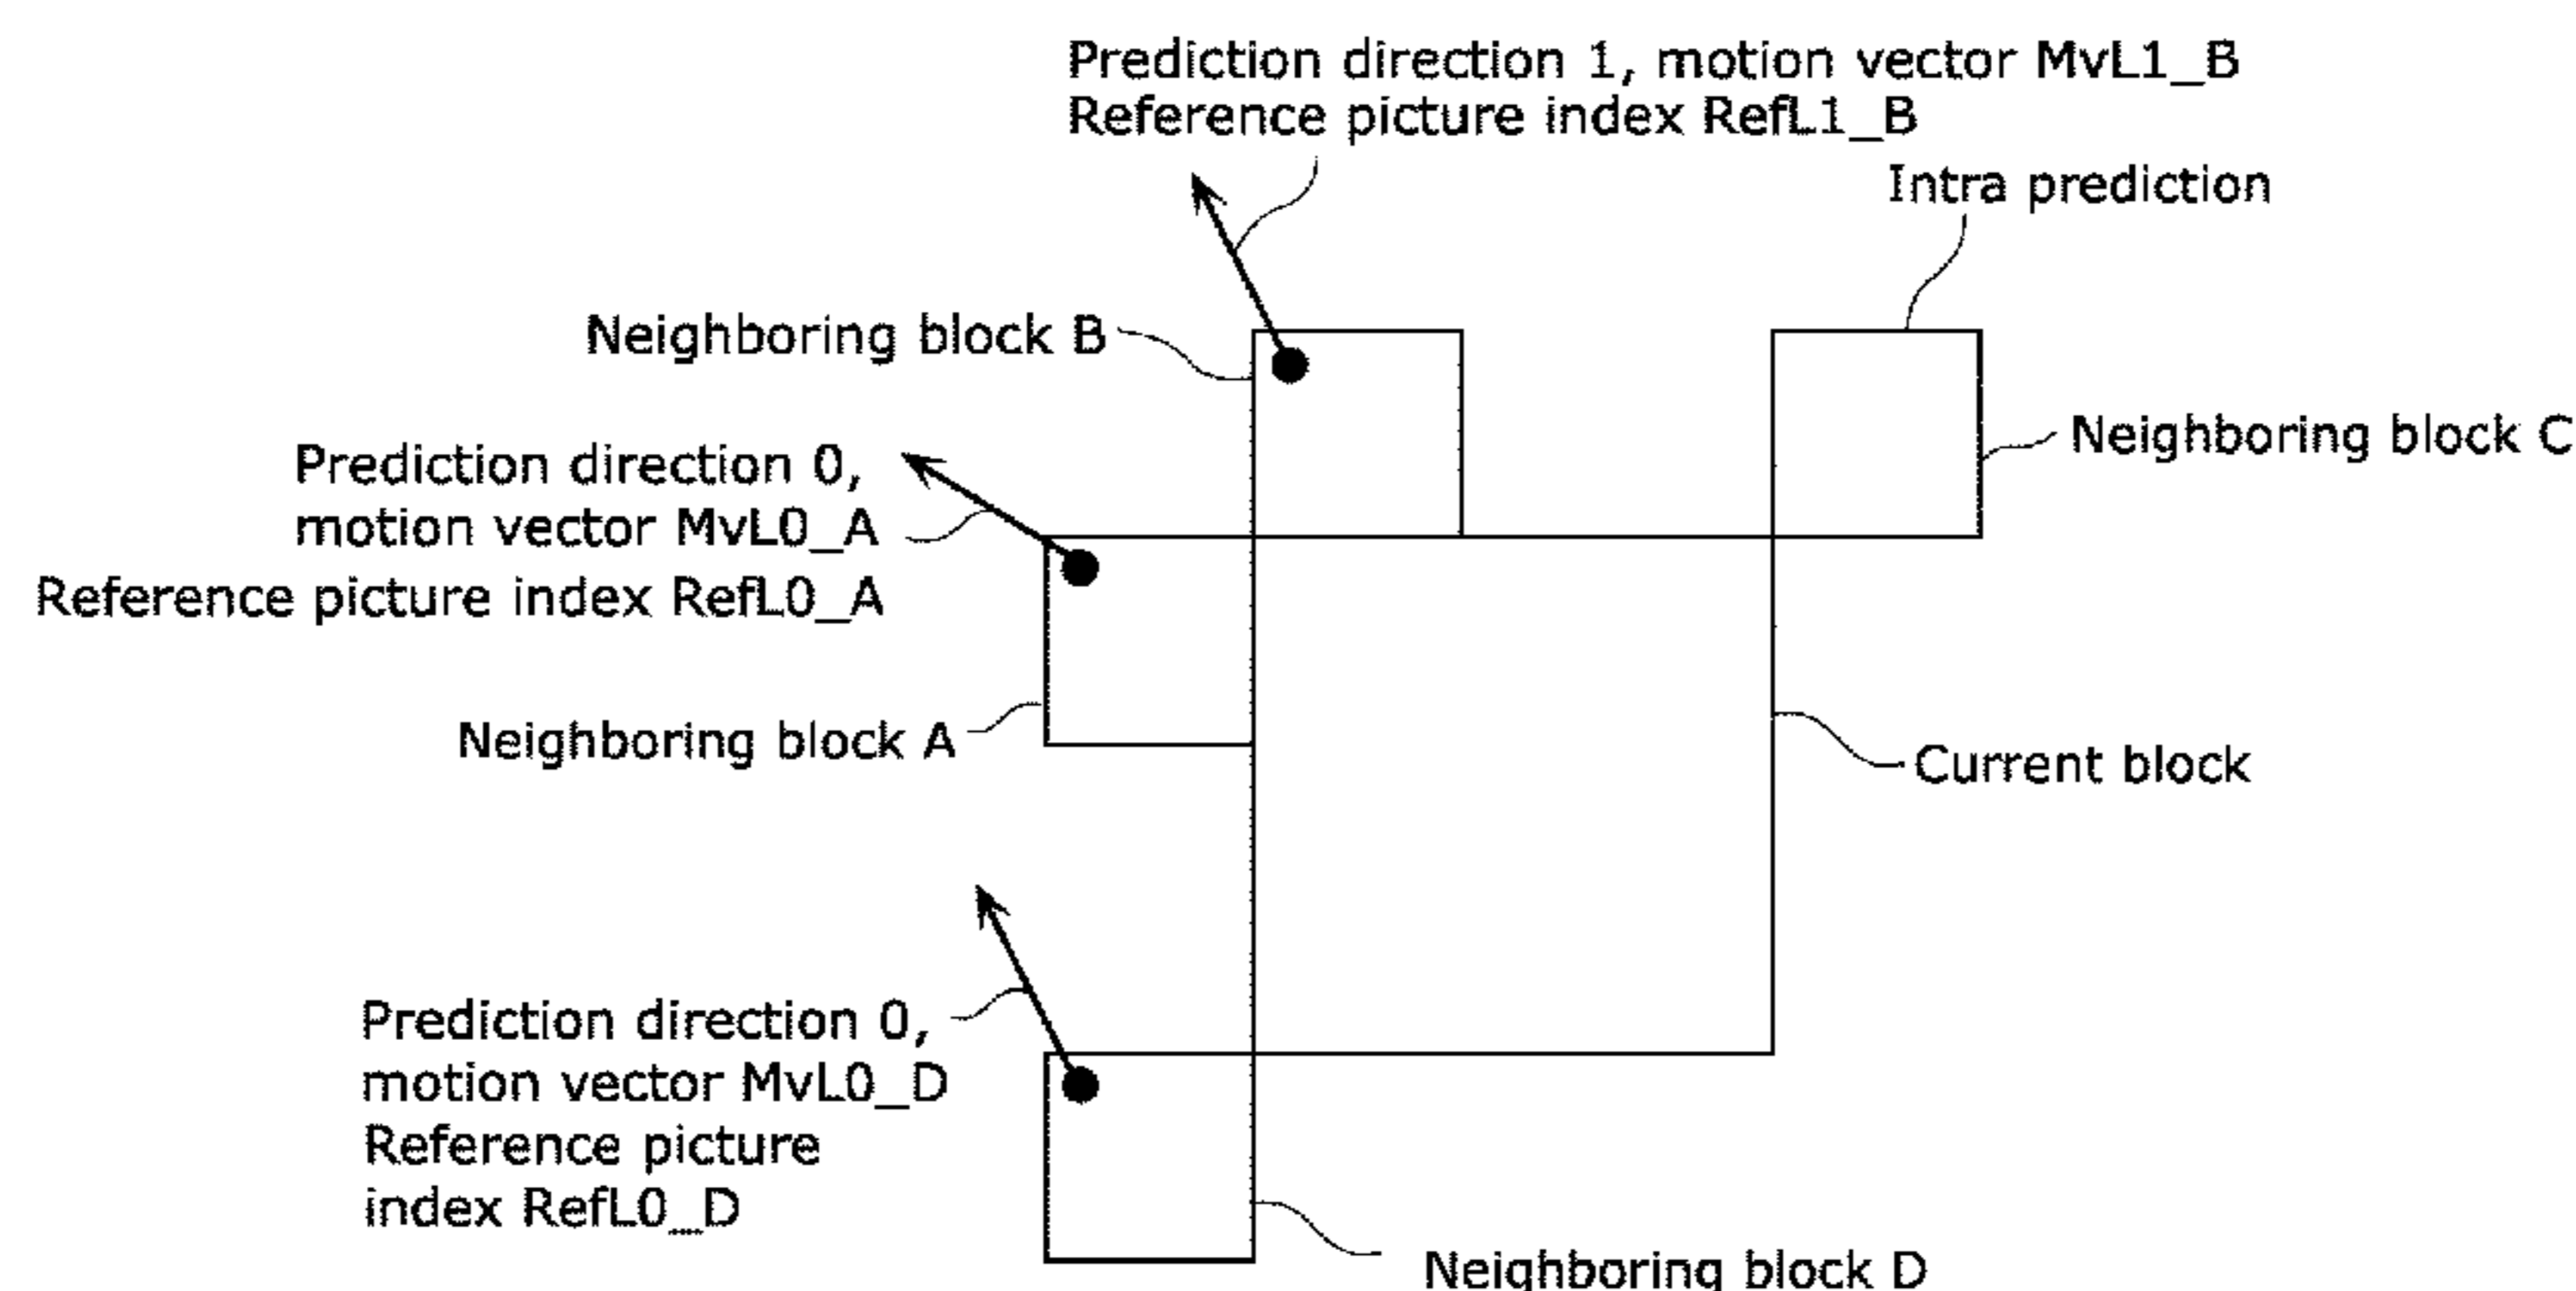 Prediction direction 1, motion vector MvL1_B
Reference picture index RefL1_B
Intra prediction
Neighboring block B
Neighboring block C
Prediction direction 0,
motion vector MvL0_A
Reference picture index RefL0_A
Neighboring block A
Current block
Prediction direction 0,
motion vector MvL0_D
Reference picture
index RefL0_D
Neighboring block D